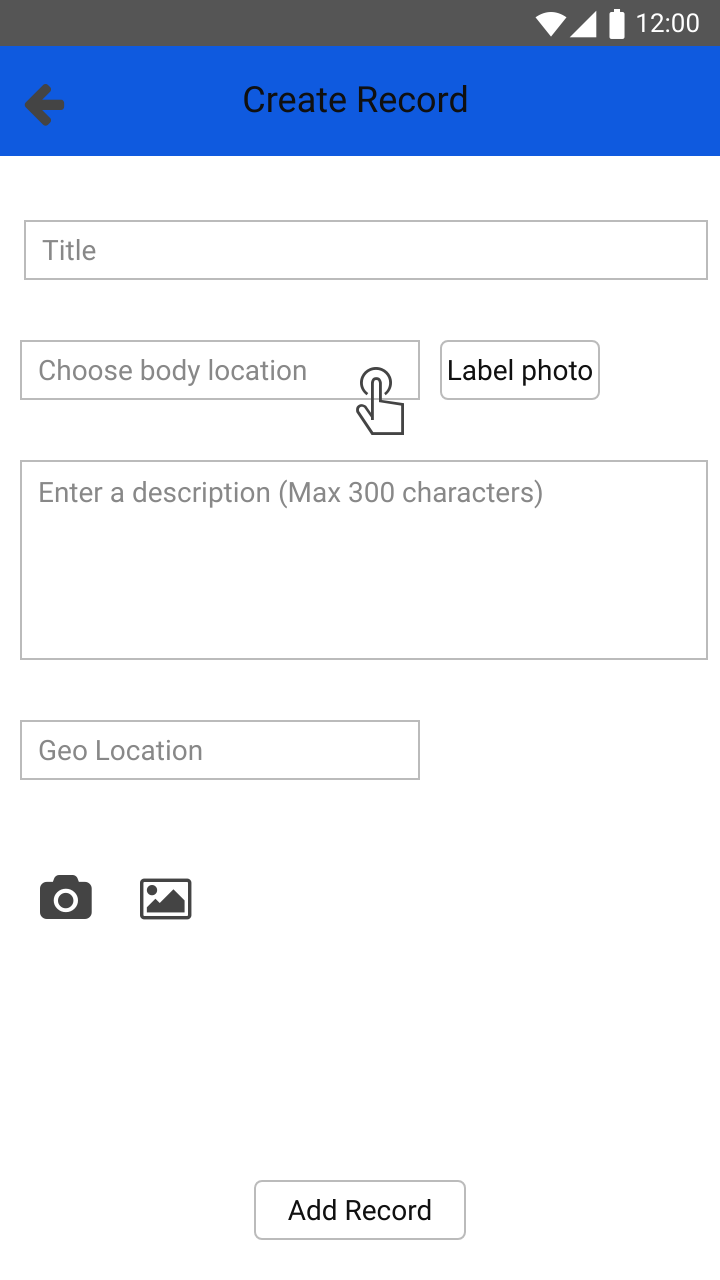 12:00
Create Record
Title
Choose body location
Label photo
Enter a description (Max 300 characters)
Geo Location
Add Record